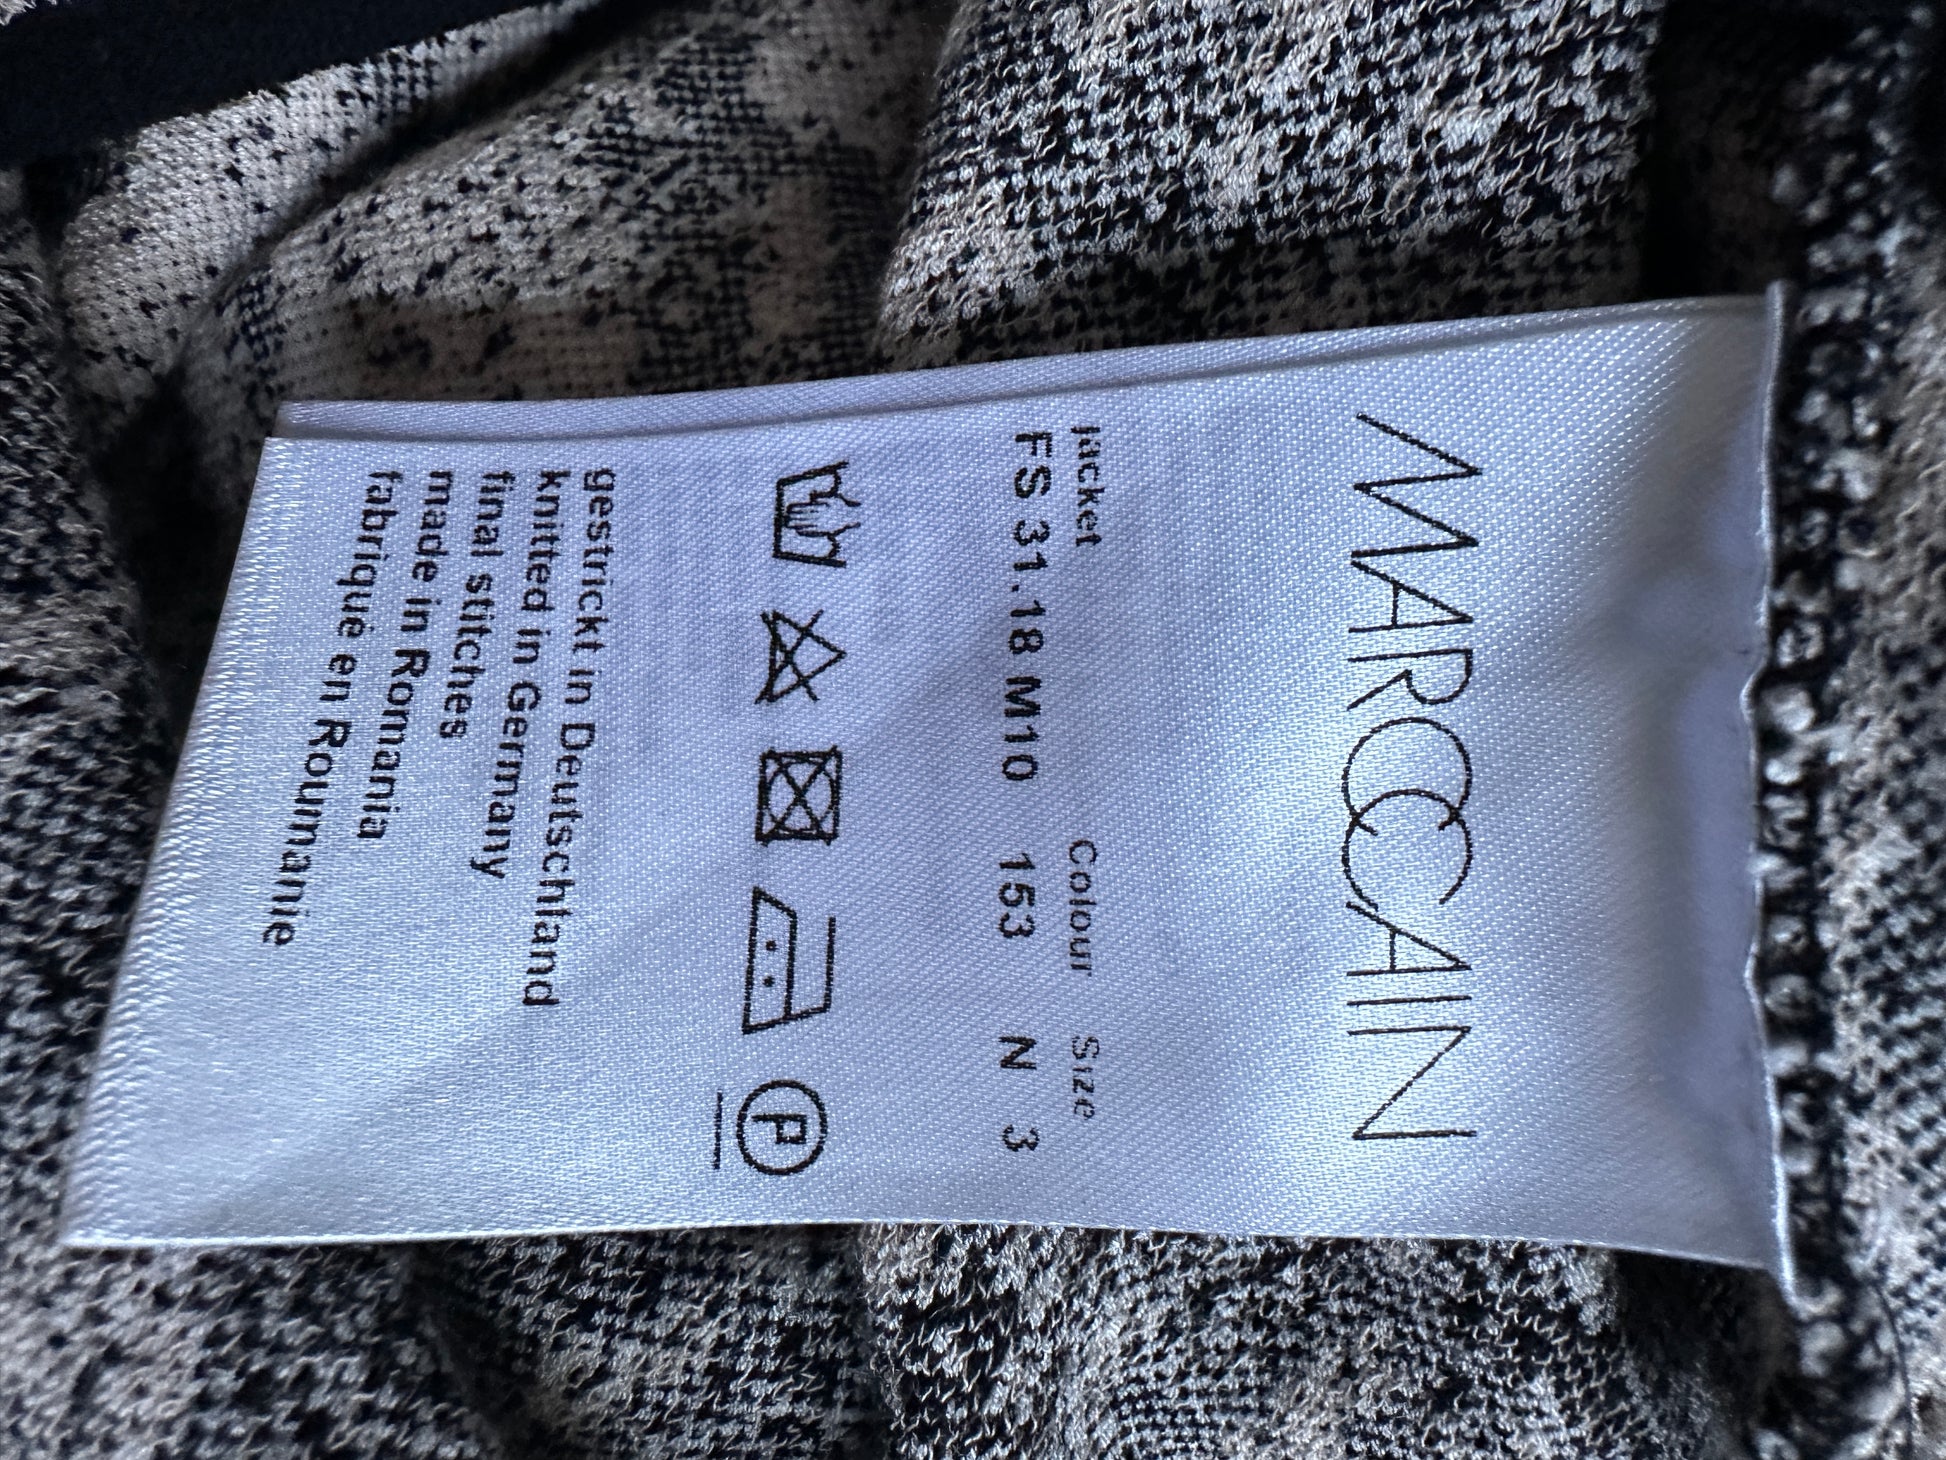 MARCCAIN
Jacket Colour Size
FS 31.18 M10 153 N 3
P
gestrickt in Deutschland
knitted in Germany
final stitches
made in Romania
fabriqué en Roumanie